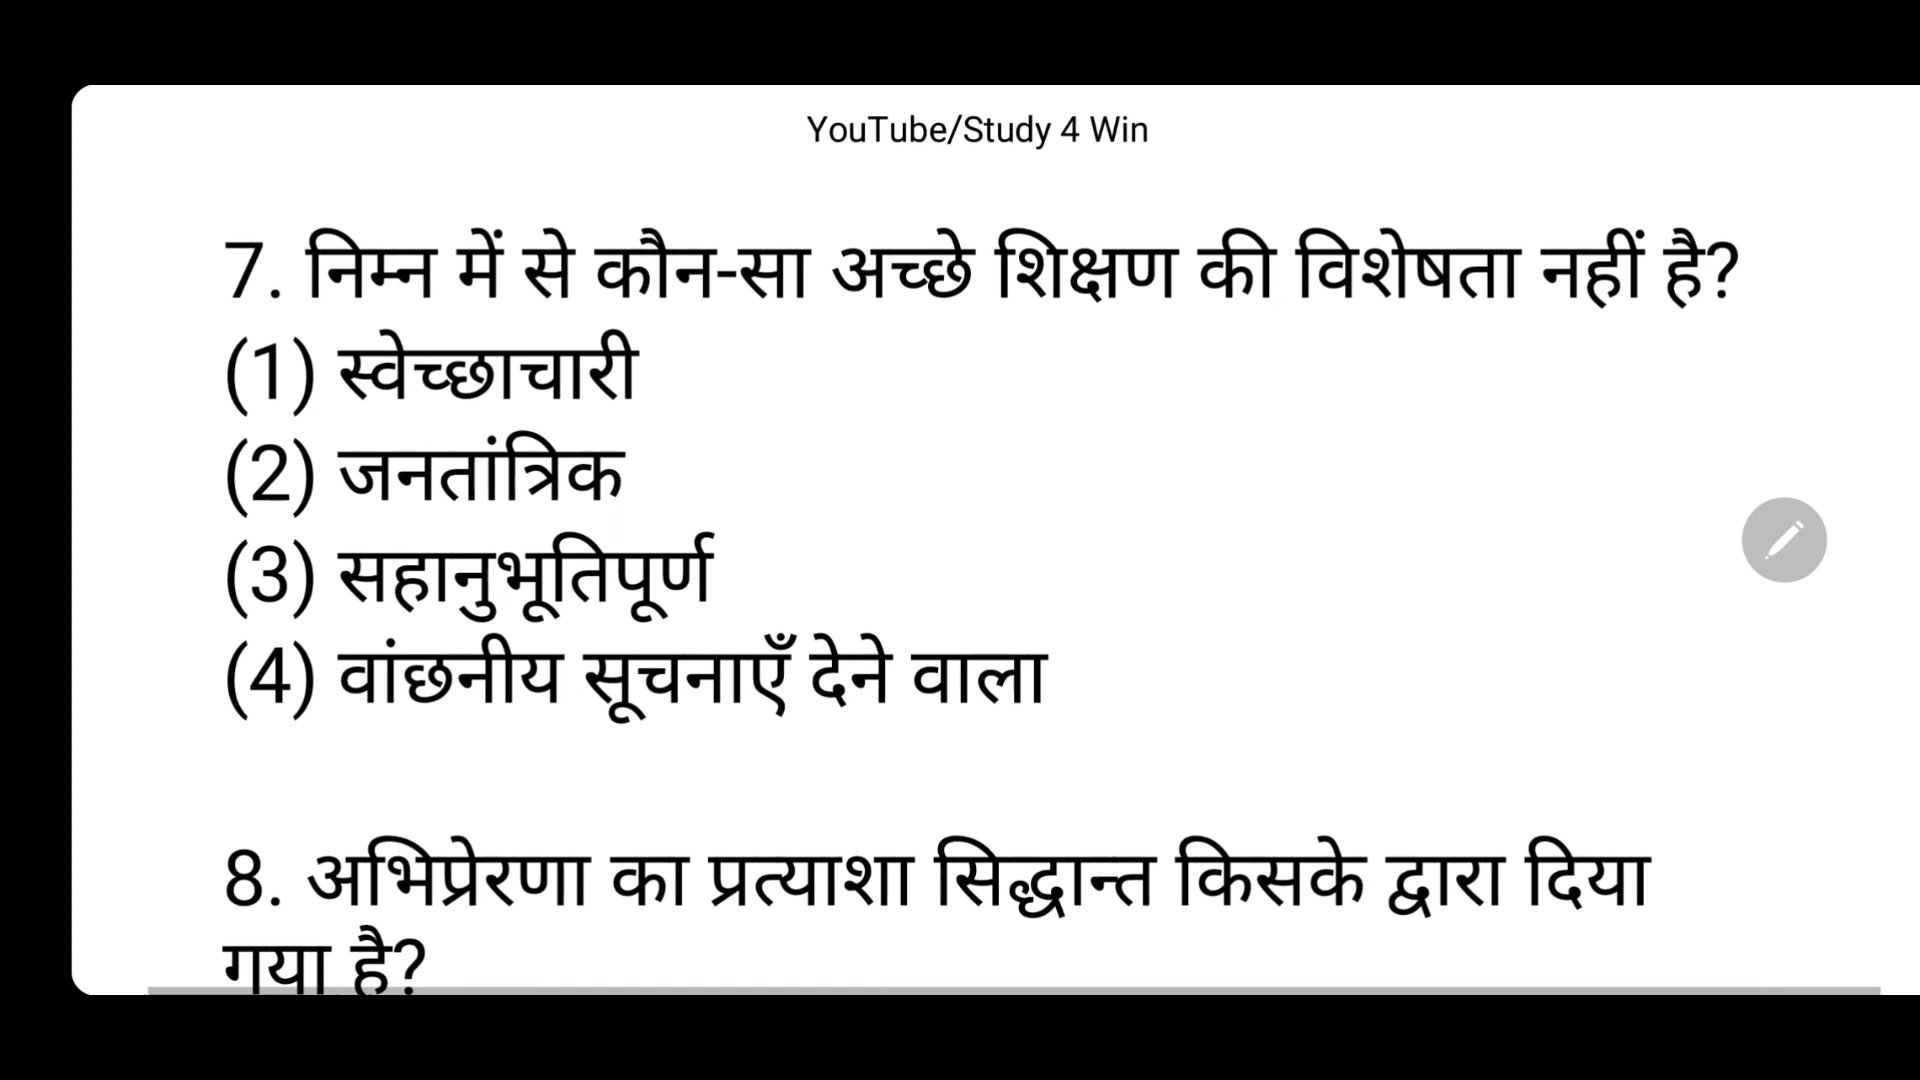 YouTube/Study 4 Win
7. निम्न में से कौन-सा अच्छे शिक्षण की विशेषता नहीं है?
(1) स्वेच्छाचारी
(2) जनतांत्रिक
(3) सहानुभूतिपूर्ण
(4) वांछनीय सूचनाएँ देने वाला
8. अभिप्रेरणा का प्रत्याशा सिद्धान्त किसके द्वारा दिया
गया है?